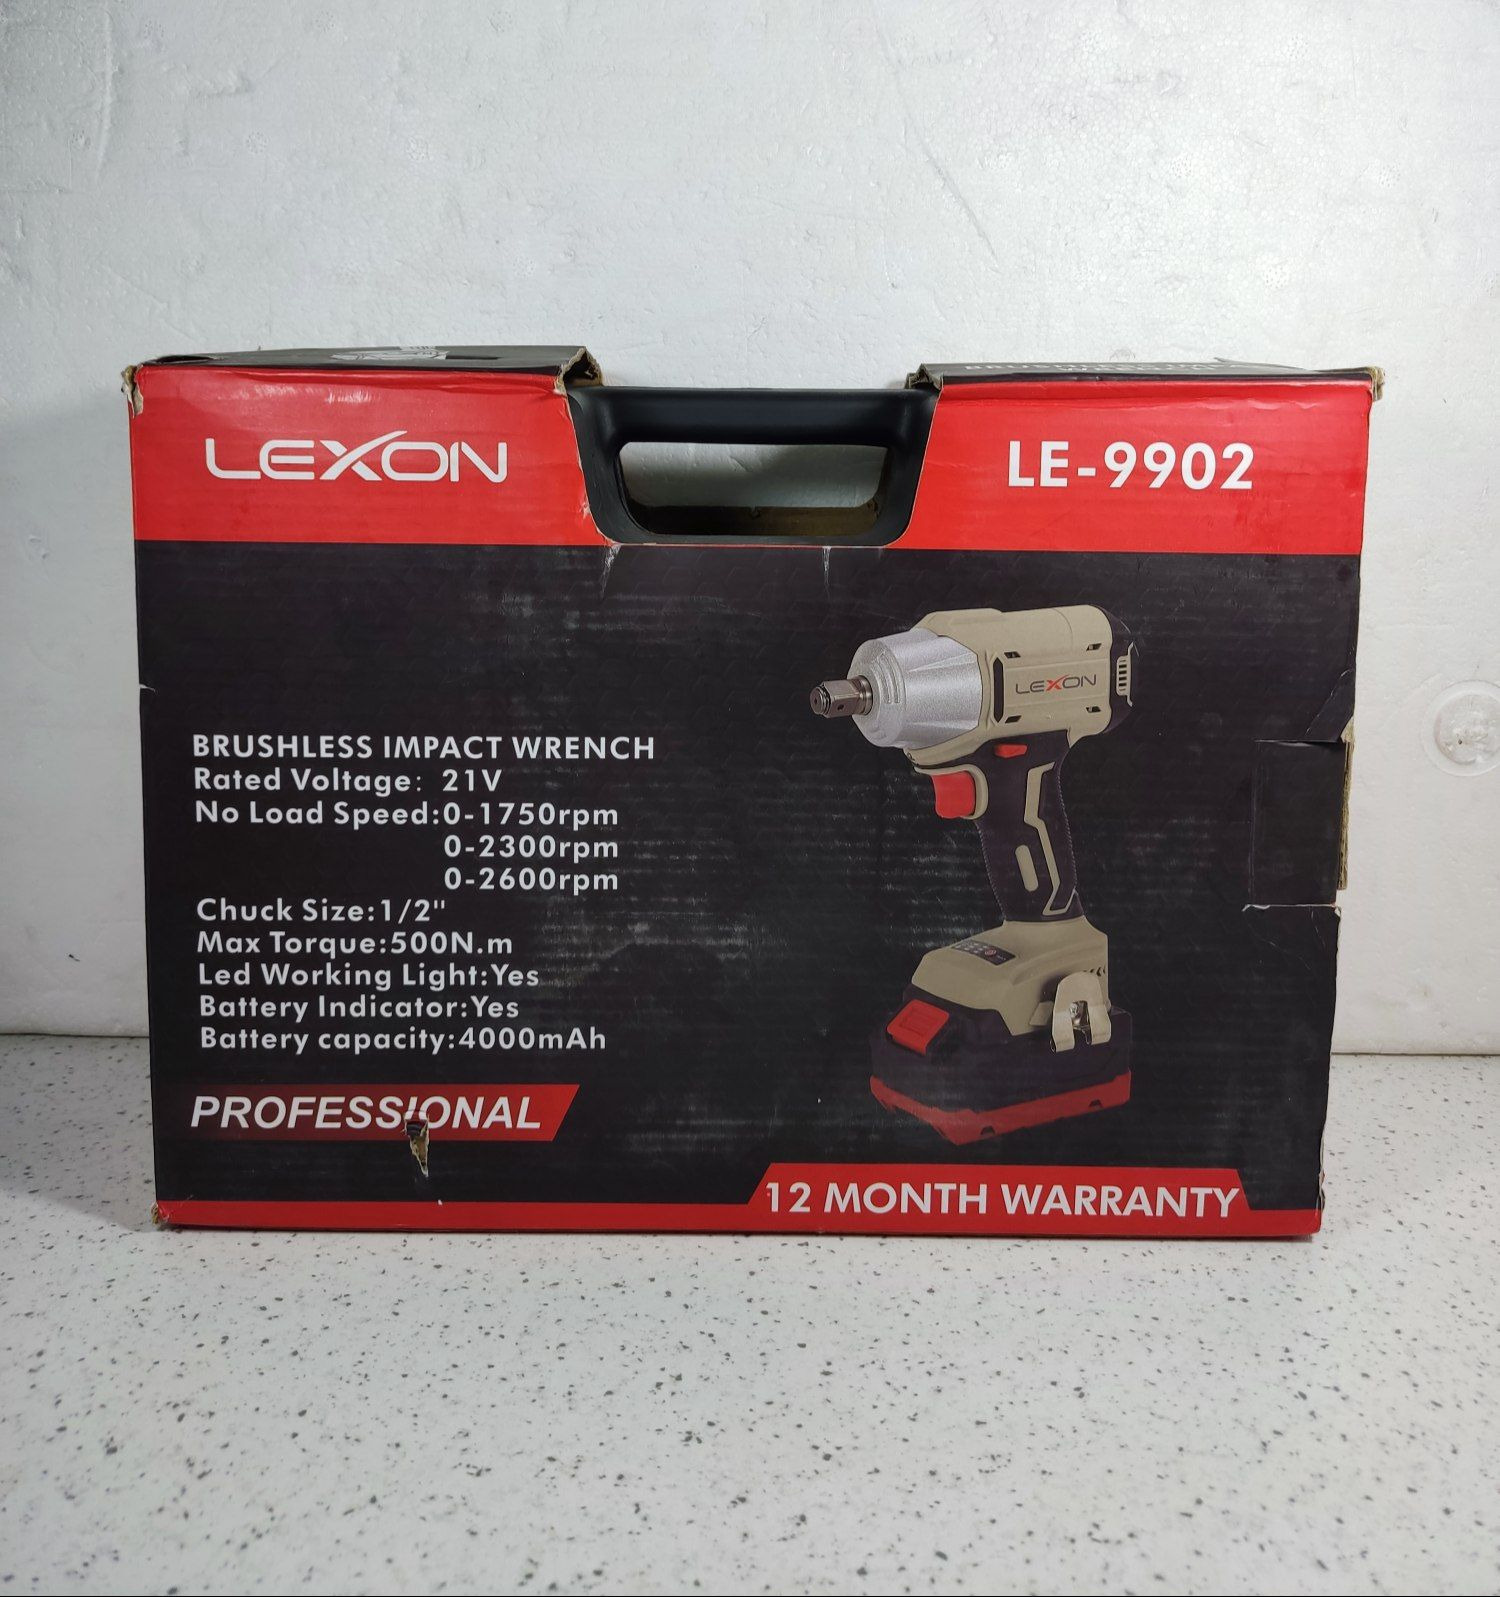 LEXON
LE-9902
LEXON
BRUSHLESS IMPACT WRENCH
Rated Voltage: 21V
No Load Speed:0-1750rpm
0-2300rpm
0-2600rpm
Chuck Size:1/2"
Max Torque:500N.m
Led Working Light:Yes
Battery Indicator:Yes
Battery capacity:4000mAh
PROFESSIONAL
12 MONTH WARRANTY